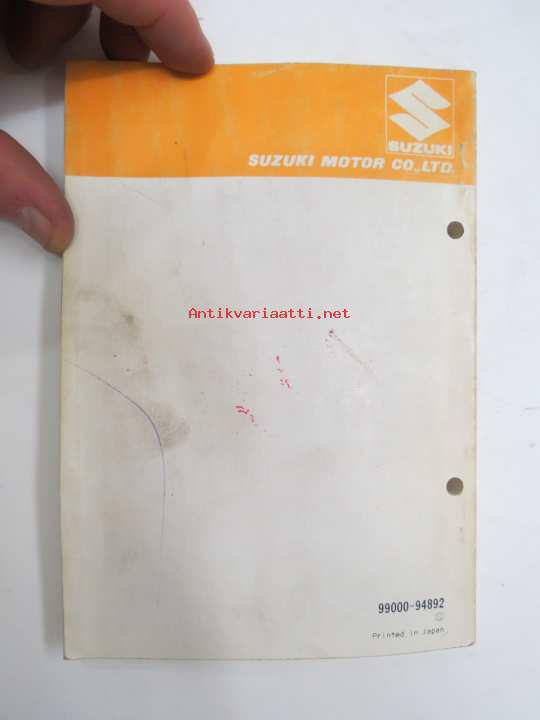 SUZUKI
SUZUKI MOTOR CO.,LTD.
Antikvariaatti.net
99000-94892
Printed in Japan